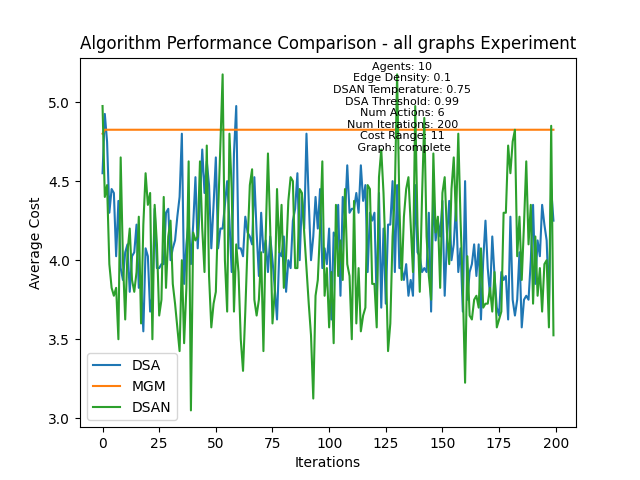 Algorithm Performance Comparison - all graphs Experiment
Agents: 10
Edge Density: 0.1
DSAN Temperature: 0.75
DSA Threshold: 0.99
Num Actions: 6
Num Iterations: 200
Cost Range: 11
Graph: complete
Average Cost
5.0
4.5
4.0
3.5
3.0
DSA
MGM
DSAN
0 25 50 75 100 125 150 175 200
Iterations